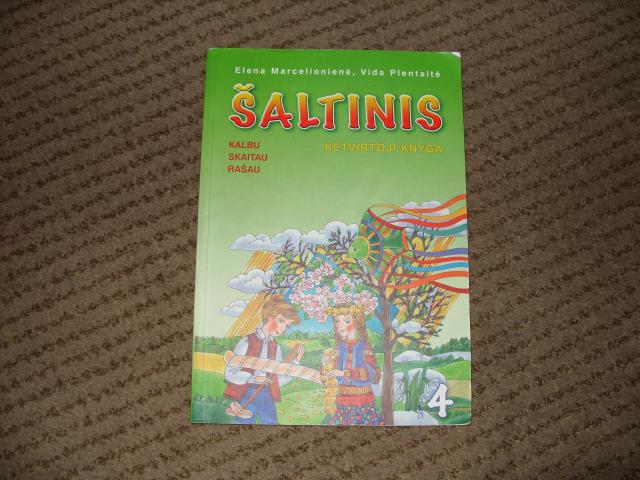 Elena Marcelionienė, Vida Plentaitė
ŠALTINIS
KALBU
SKAITAU
RAŠAU
KETVIRTOJI KNYGA
4